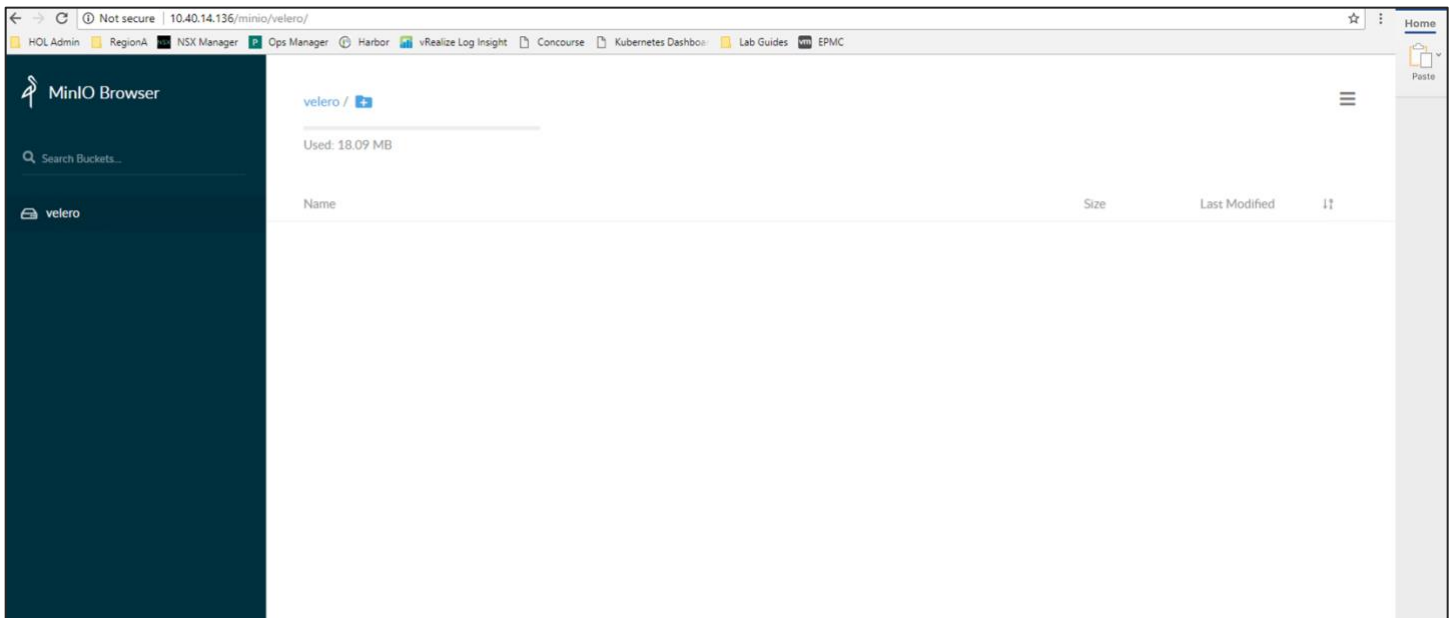 Not secure | 10.40.14.136/minio/velero/
Home
HOL Admin RegionA NSX Manager Ops Manager Harbor vRealize Log Insight Concourse Kubernetes Dashboa Lab Guides vm EPMC
Paste
MinIO Browser
velero /
Used: 18.09 MB
Search Buckets...
Name Size Last Modified
velero